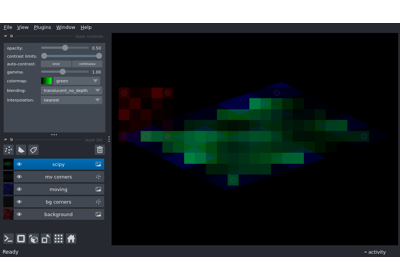 File View Plugins Window Help
opacity: 0.50
contrast limits:
auto-contrast: once continuous
gamma: 1.00
colormap: green
blending: translucent_no_depth
interpolation: nearest
scipy
mv corners
moving
bg corners
background
Ready activity